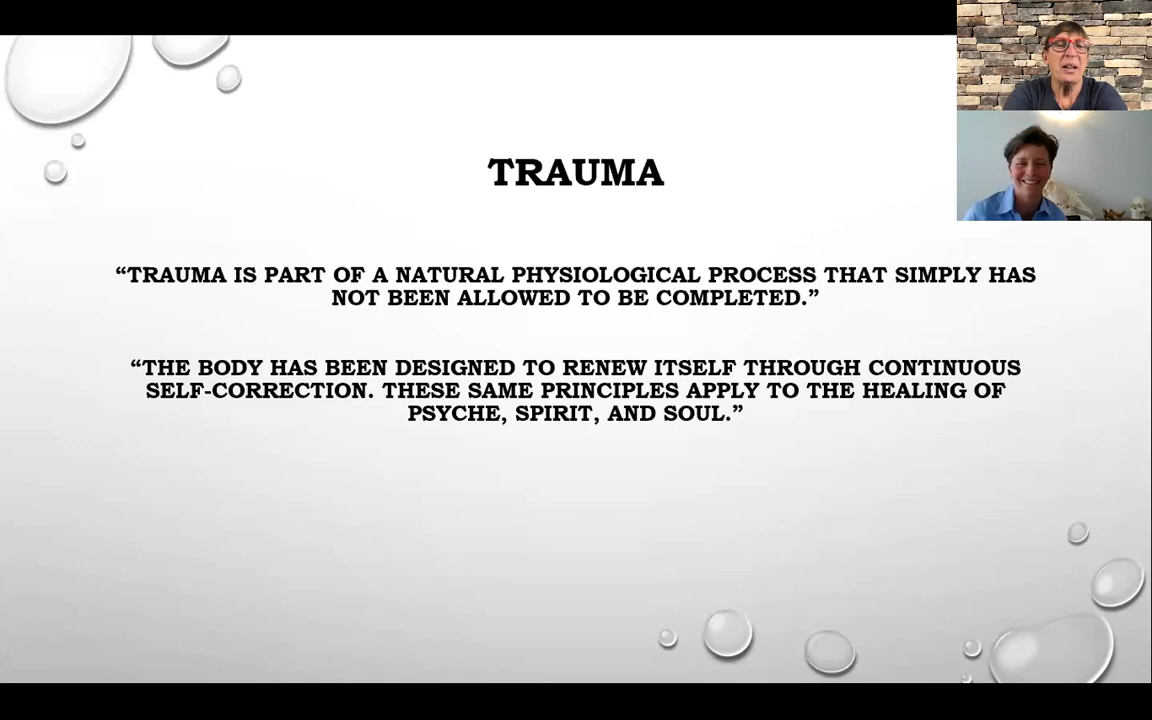 TRAUMA
“TRAUMA IS PART OF A NATURAL PHYSIOLOGICAL PROCESS THAT SIMPLY HAS
NOT BEEN ALLOWED TO BE COMPLETED.”
“THE BODY HAS BEEN DESIGNED TO RENEW ITSELF THROUGH CONTINUOUS
SELF-CORRECTION. THESE SAME PRINCIPLES APPLY TO THE HEALING OF
PSYCHE, SPIRIT, AND SOUL.”